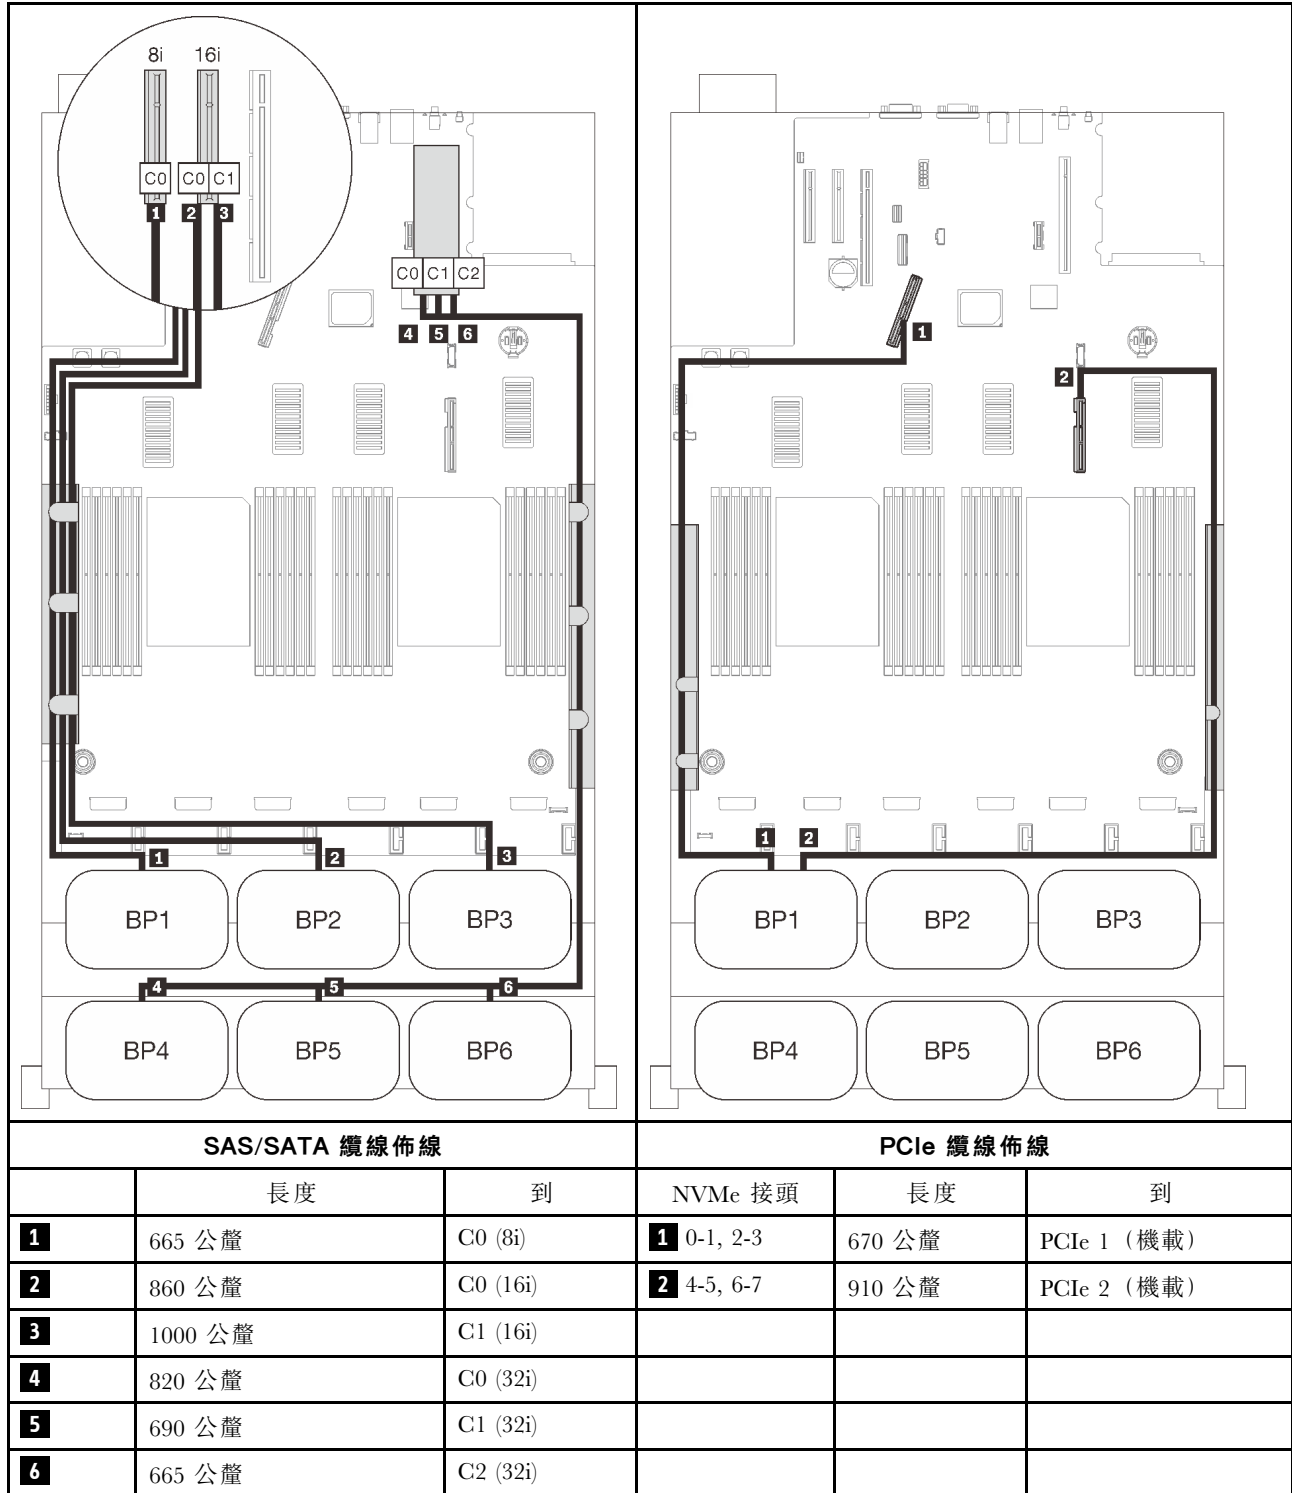 8i 16i
C0 C0 C1
1 2 3
C0 C1 C2
4 5 6
1 2 3
BP1 BP2 BP3
4 5 6
BP4 BP5 BP6
1
2
1 2
BP1 BP2 BP3
BP4 BP5 BP6
SAS/SATA 纜線佈線 PCIe 纜線佈線
長度 到 NVMe 接頭 長度 到
1 665 公釐 C0 (8i) 1 0-1, 2-3 670 公釐 PCIe 1（機載）
2 860 公釐 C0 (16i) 2 4-5, 6-7 910 公釐 PCIe 2（機載）
3 1000 公釐 C1 (16i)
4 820 公釐 C0 (32i)
5 690 公釐 C1 (32i)
6 665 公釐 C2 (32i)